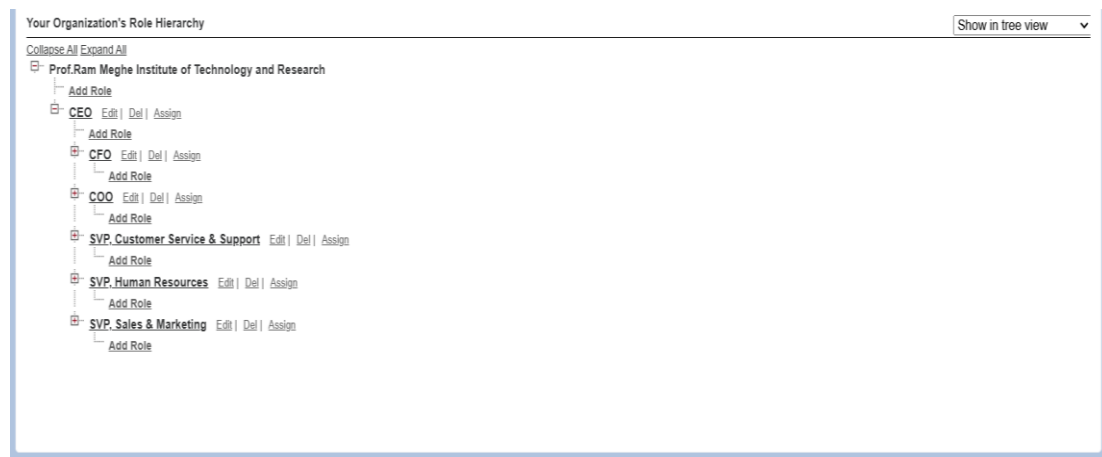 Your Organization's Role Hierarchy
Show in tree view
Collapse All Expand All
Prof.Ram Meghe Institute of Technology and Research
Add Role
CEO Edit | Del | Assign
Add Role
CFO Edit | Del | Assign
Add Role
COO Edit | Del | Assign
Add Role
SVP, Customer Service & Support Edit | Del | Assign
Add Role
SVP, Human Resources Edit | Del | Assign
Add Role
SVP, Sales & Marketing Edit | Del | Assign
Add Role